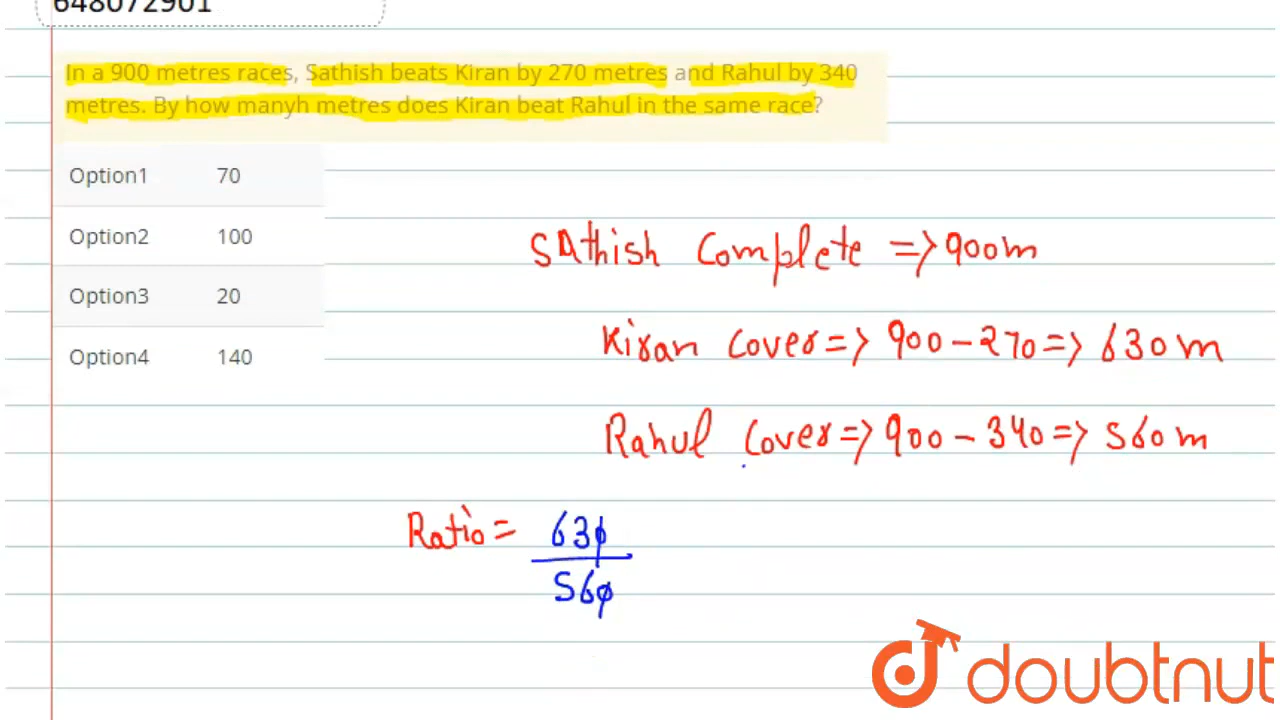 648072901
In a 900 metres races, Sathish beats Kiran by 270 metres and Rahul by 340
metres. By how manyh metres does Kiran beat Rahul in the same race?
Option1 70
Option2 100
Option3 20
Option4 140
SAthish Complete => 900m
Kiran Cover => 900 - 270 => 630 m
Rahul Cover => 900 - 340 => 560 m
Ratio = 630
560
doubtnut